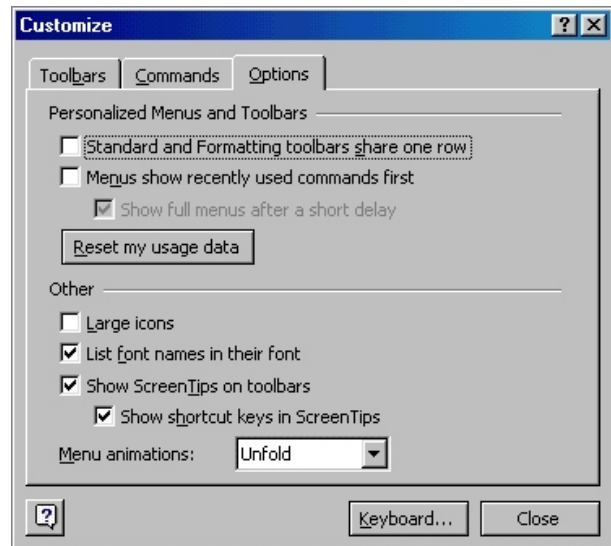 Customize
Toolbars Commands Options
Personalized Menus and Toolbars
Standard and Formatting toolbars share one row
Menus show recently used commands first
Show full menus after a short delay
Reset my usage data
Other
Large icons
List font names in their font
Show ScreenTips on toolbars
Show shortcut keys in ScreenTips
Menu animations: Unfold
Keyboard... Close